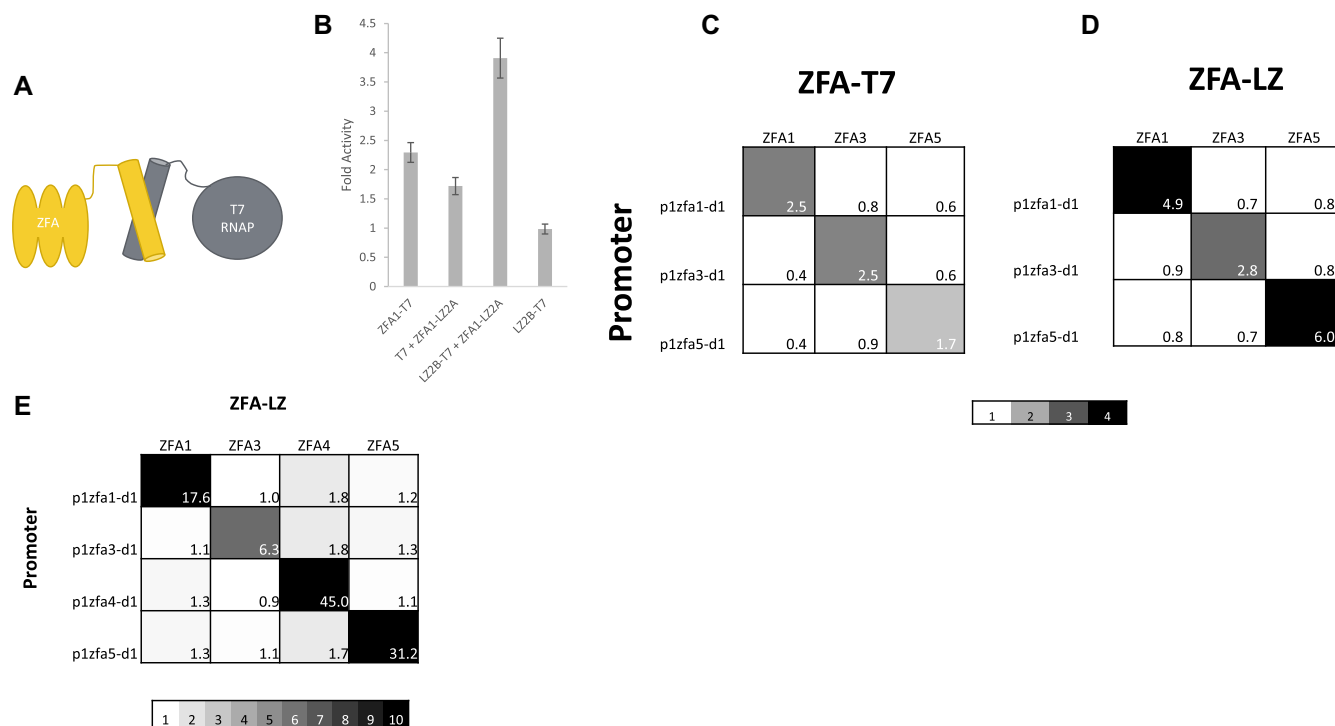 A
ZFA
T7
RNAP
B
Fold Activity
4.5
4
3.5
3
2.5
2
1.5
1
0.5
0
ZFA1-T7
T7 + ZFA1-LZ2A
LZ2B-T7 + ZFA1-LZ2A
LZ2B-T7
C
ZFA-T7
Promoter
ZFA1 ZFA3 ZFA5
p1zfa1-d1 2.5 0.8 0.6
p1zfa3-d1 0.4 2.5 0.6
p1zfa5-d1 0.4 0.9 1.7
D
ZFA-LZ
ZFA1 ZFA3 ZFA5
p1zfa1-d1 4.9 0.7 0.8
p1zfa3-d1 0.9 2.8 0.8
p1zfa5-d1 0.8 0.7 6.0
1 2 3 4
E
ZFA-LZ
Promoter
ZFA1 ZFA3 ZFA4 ZFA5
p1zfa1-d1 17.6 1.0 1.8 1.2
p1zfa3-d1 1.1 6.3 1.8 1.3
p1zfa4-d1 1.3 0.9 45.0 1.1
p1zfa5-d1 1.3 1.1 1.7 31.2
1 2 3 4 5 6 7 8 9 10